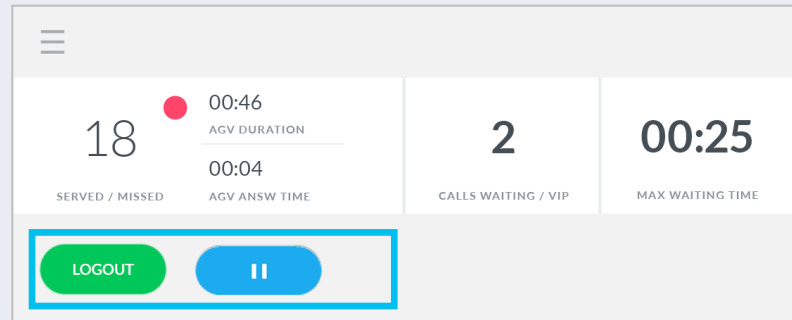 18
SERVED / MISSED
00:46
AGV DURATION
00:04
AGV ANSW TIME
2
CALLS WAITING / VIP
00:25
MAX WAITING TIME
LOGOUT